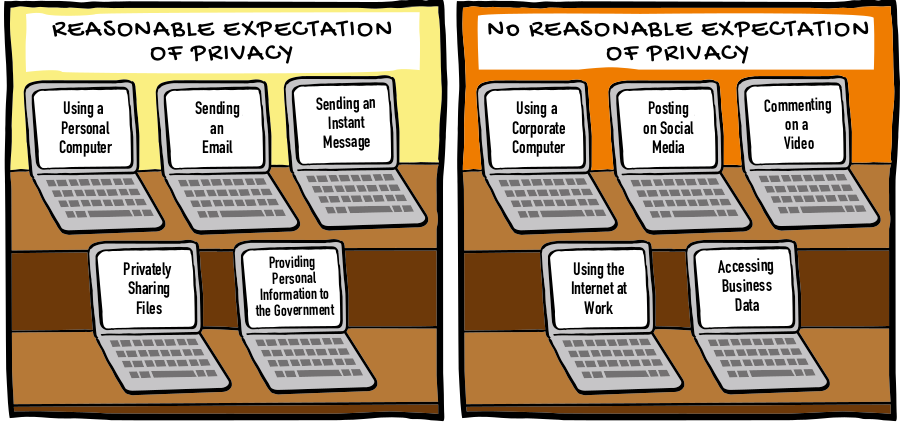 REASONABLE EXPECTATION
OF PRIVACY
Using a
Personal
Computer
Sending
an
Email
Sending an
Instant
Message
Privately
Sharing
Files
Providing
Personal
Information to
the Government
NO REASONABLE EXPECTATION
OF PRIVACY
Using a
Corporate
Computer
Posting
on Social
Media
Commenting
on a
Video
Using the
Internet at
Work
Accessing
Business
Data